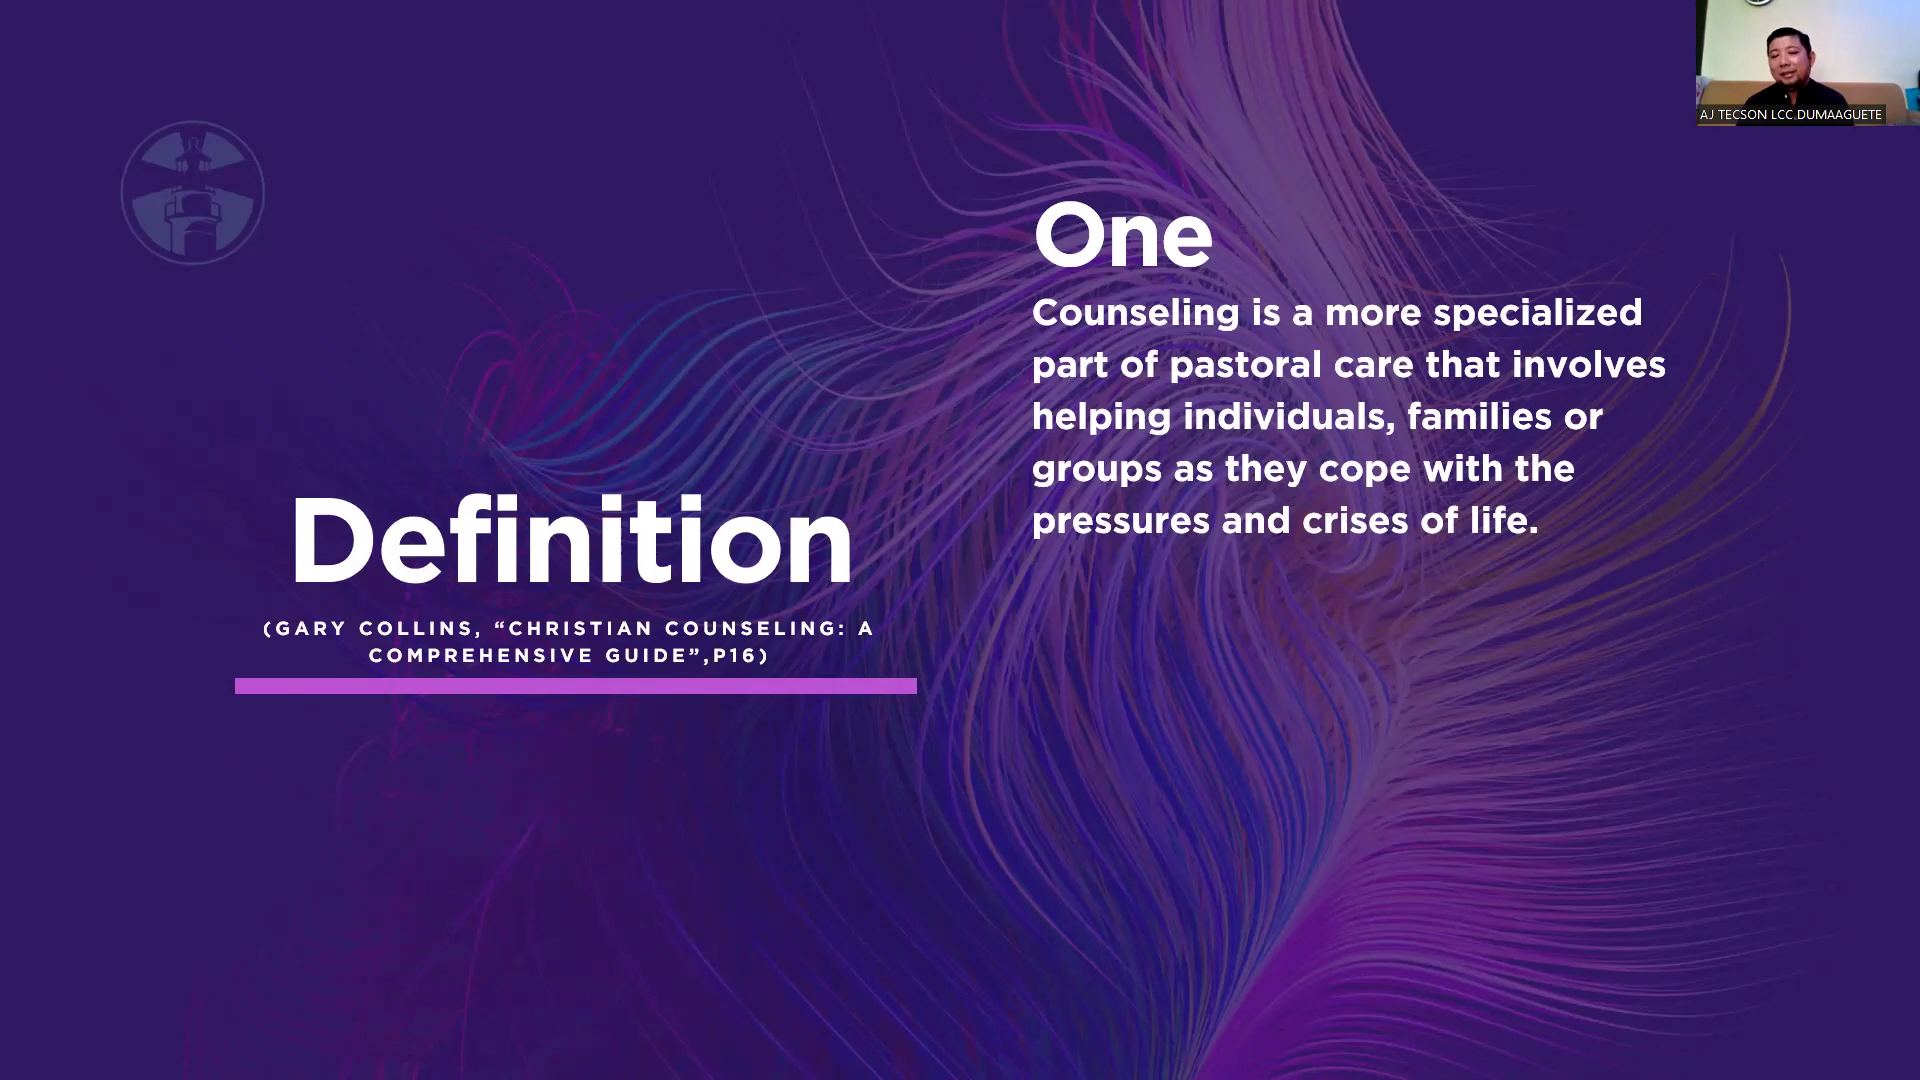 AJ TECSON LCC DUMAAGUETE
One
Counseling is a more specialized
part of pastoral care that involves
helping individuals, families or
groups as they cope with the
pressures and crises of life.
Definition
(GARY COLLINS, “CHRISTIAN COUNSELING: A
COMPREHENSIVE GUIDE”,P16)